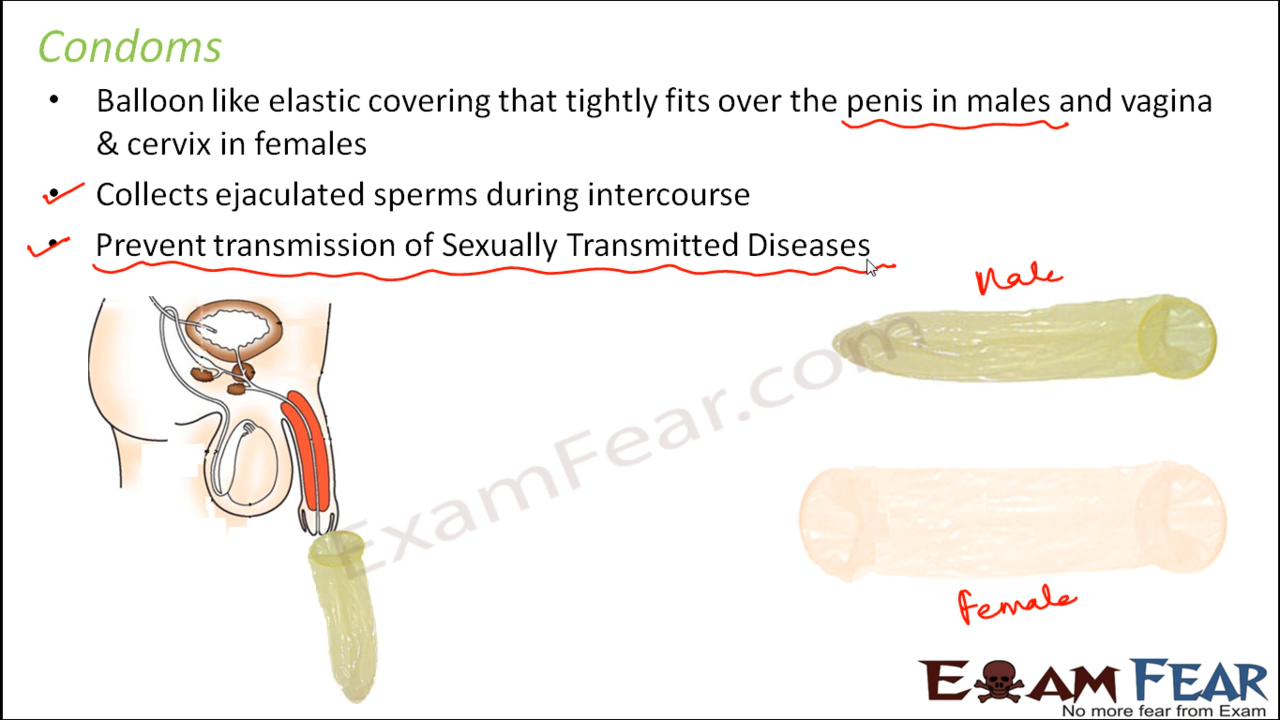 Condoms
• Balloon like elastic covering that tightly fits over the penis in males and vagina
& cervix in females
• Collects ejaculated sperms during intercourse
• Prevent transmission of Sexually Transmitted Diseases
Male
ExamFear.com
Female
EXAM FEAR
No more fear from Exam